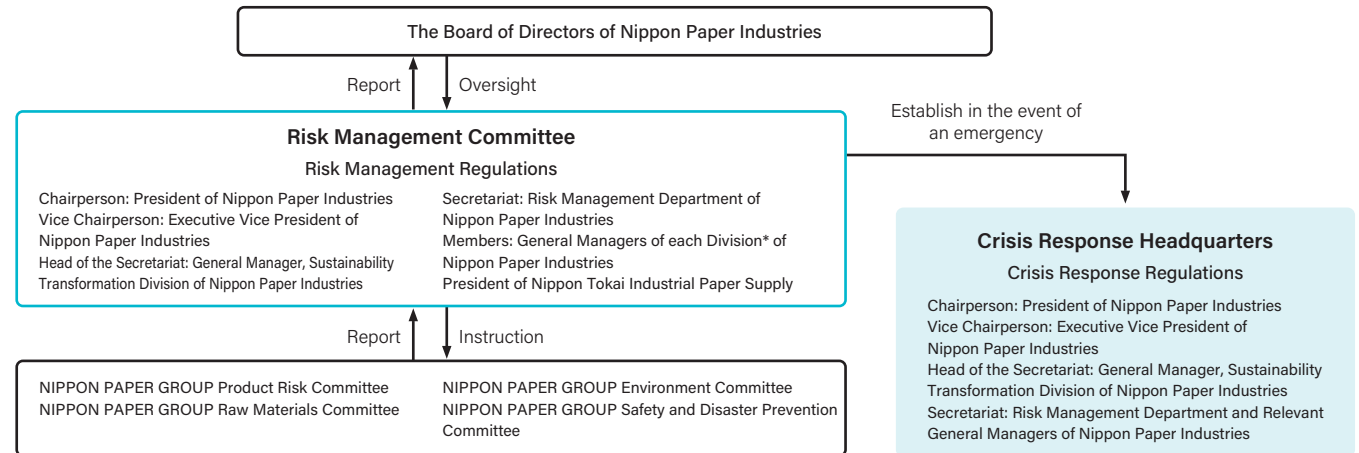 The Board of Directors of Nippon Paper Industries
Report
Oversight
Establish in the event of
an emergency
Risk Management Committee
Risk Management Regulations
Chairperson: President of Nippon Paper Industries
Vice Chairperson: Executive Vice President of
Nippon Paper Industries
Head of the Secretariat: General Manager, Sustainability
Transformation Division of Nippon Paper Industries
Secretariat: Risk Management Department of
Nippon Paper Industries
Members: General Managers of each Division* of
Nippon Paper Industries
President of Nippon Tokai Industrial Paper Supply
Report
Instruction
NIPPON PAPER GROUP Product Risk Committee
NIPPON PAPER GROUP Raw Materials Committee
NIPPON PAPER GROUP Environment Committee
NIPPON PAPER GROUP Safety and Disaster Prevention
Committee
Crisis Response Headquarters
Crisis Response Regulations
Chairperson: President of Nippon Paper Industries
Vice Chairperson: Executive Vice President of
Nippon Paper Industries
Head of the Secretariat: General Manager, Sustainability
Transformation Division of Nippon Paper Industries
Secretariat: Risk Management Department and Relevant
General Managers of Nippon Paper Industries